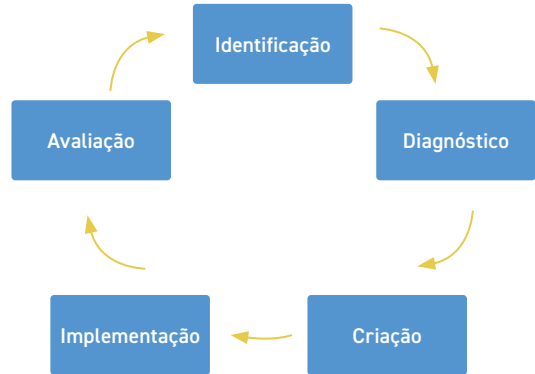 Identificação
Diagnóstico
Criação
Implementação
Avaliação